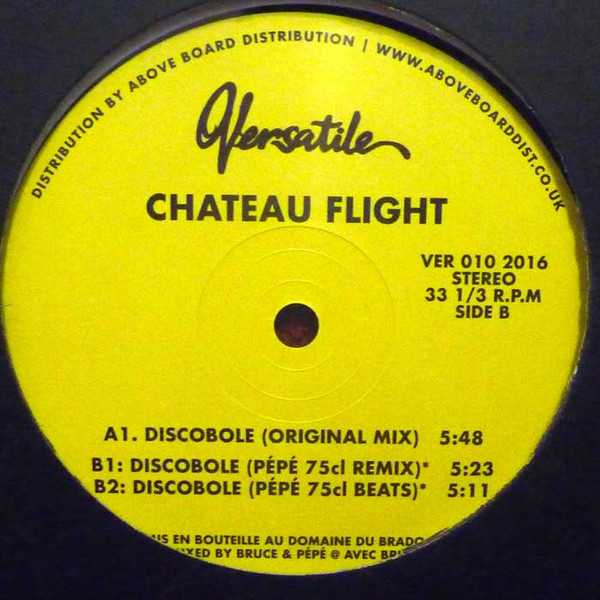 DISTRIBUTION BY ABOVE BOARD DISTRIBUTION | WWW.ABOVEBOARDDIST.CO.UK
Versatile
CHATEAU FLIGHT
VER 010 2016
STEREO
33 1/3 R.P.M
SIDE B
A1. DISCOBOLE (ORIGINAL MIX) 5:48
B1: DISCOBOLE (PÉPÉ 75cl REMIX)* 5:23
B2: DISCOBOLE (PÉPÉ 75cl BEATS)* 5:11
EN BOUTEILLE AU DOMAINE DU
BY BRUCE & PÉPÉ @ AVEC